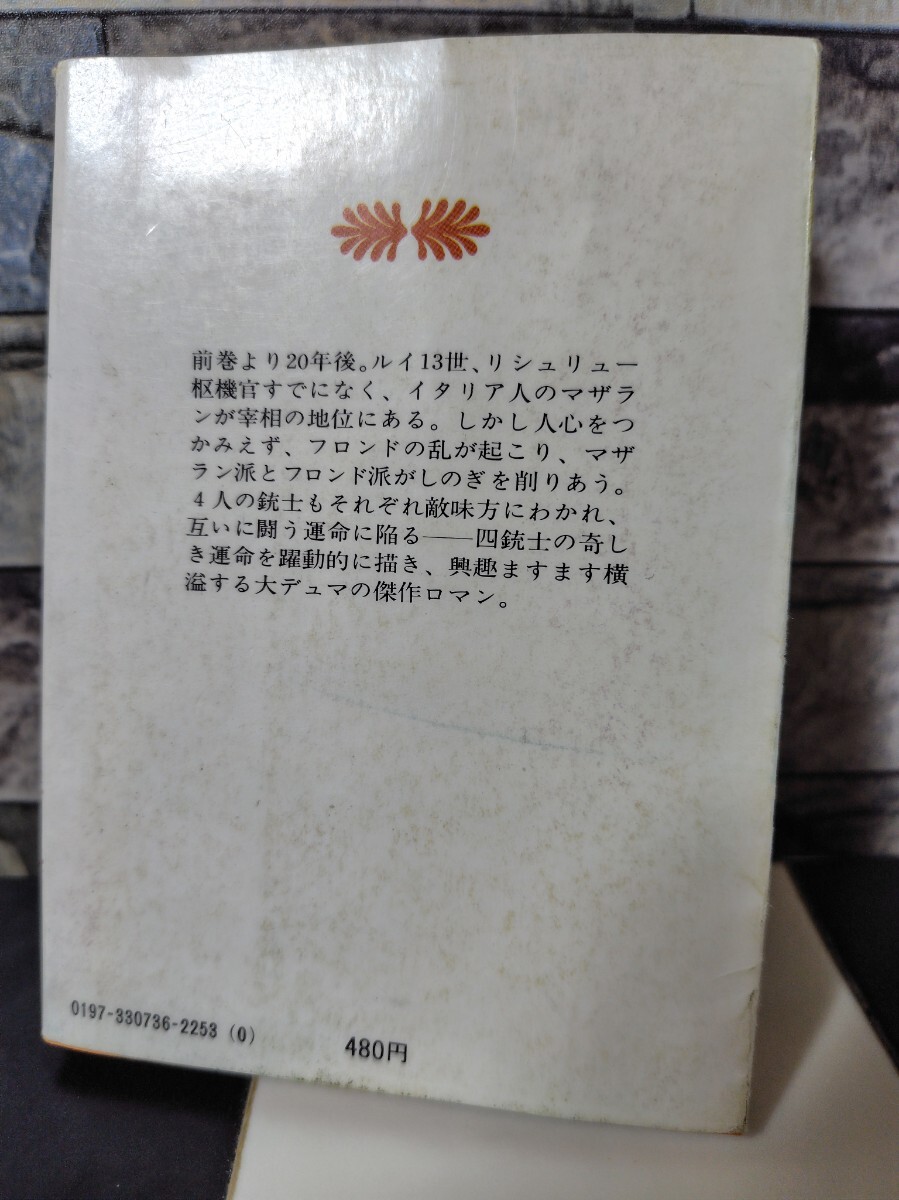 前巻より20年後。ルイ13世、リシュリュー
枢機官すでになく、イタリア人のマザラ
ンが宰相の地位にある。しかし人心をつ
かみえず、フロンドの乱が起こり、マザ
ラン派とフロンド派がしのぎを削りあう。
4人の銃士もそれぞれ敵味方にわかれ、
互いに闘う運命に陥る――四銃士の奇し
き運命を躍動的に描き、興趣ますます横
溢する大デュマの傑作ロマン。
0197-330736-2253(0)
480円